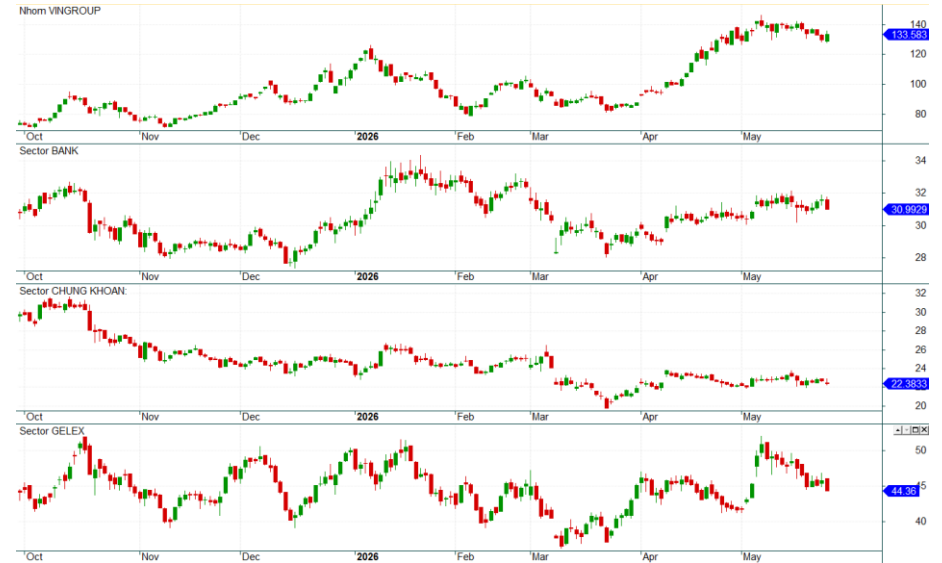 Nhom VINGROUP
140
133.583
120
100
80
Oct Nov Dec 2026 Feb Mar Apr May
Sector BANK
34
32
30.9929
30
28
Oct Nov Dec 2026 Feb Mar Apr May
Sector CHUNG KHOAN:
32
30
28
26
24
22.3833
20
Oct Nov Dec 2026 Feb Mar Apr May
Sector GELEX
50
45
44.36
40
Oct Nov Dec 2026 Feb Mar Apr May